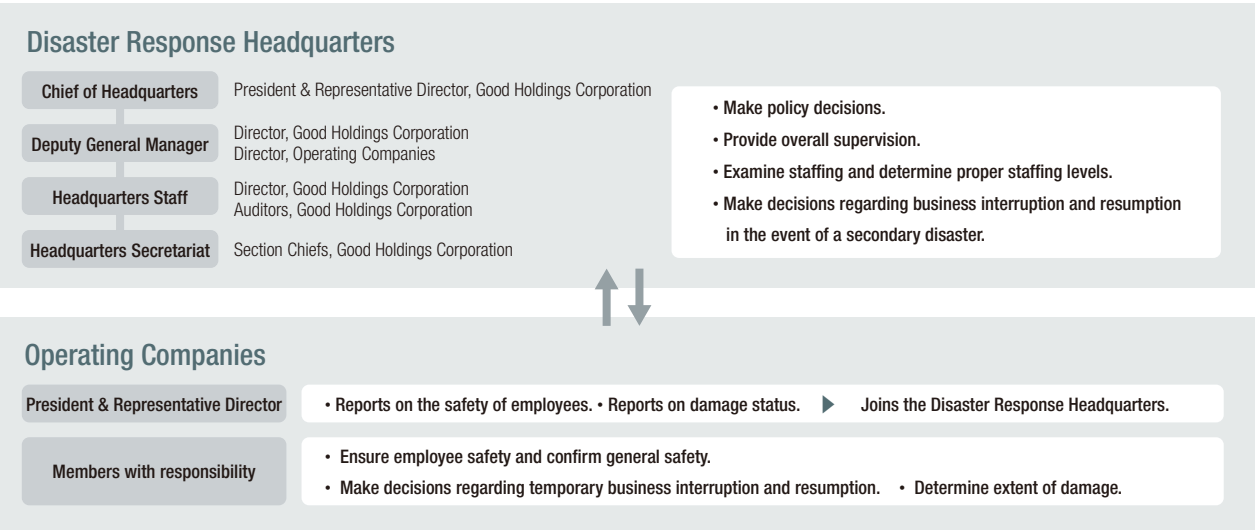 Disaster Response Headquarters
Chief of Headquarters
President & Representative Director, Good Holdings Corporation
Deputy General Manager
Director, Good Holdings Corporation
Director, Operating Companies
Headquarters Staff
Director, Good Holdings Corporation
Auditors, Good Holdings Corporation
Headquarters Secretariat
Section Chiefs, Good Holdings Corporation
• Make policy decisions.
• Provide overall supervision.
• Examine staffing and determine proper staffing levels.
• Make decisions regarding business interruption and resumption
in the event of a secondary disaster.
Operating Companies
President & Representative Director
• Reports on the safety of employees. • Reports on damage status. ▶ Joins the Disaster Response Headquarters.
Members with responsibility
• Ensure employee safety and confirm general safety.
• Make decisions regarding temporary business interruption and resumption. • Determine extent of damage.